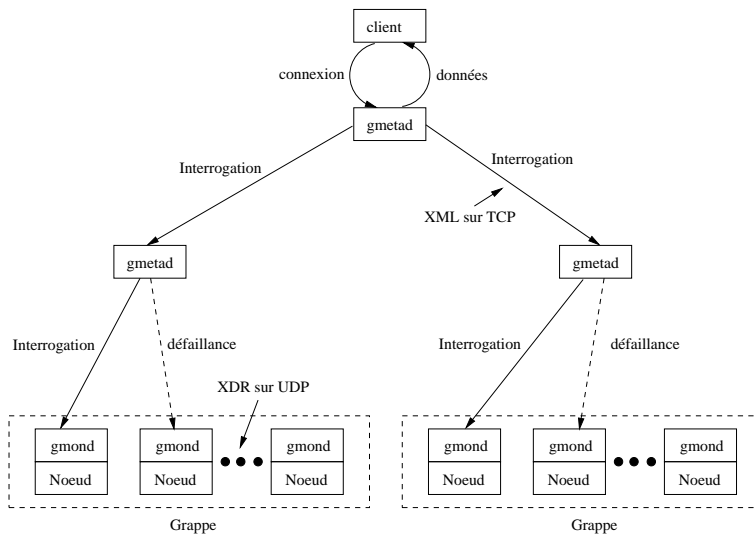 client
connexion
données
gmetad
Interrogation
Interrogation
XML sur TCP
gmetad
gmetad
Interrogation
défaillance
Interrogation
défaillance
XDR sur UDP
gmond
gmond
gmond
gmond
gmond
gmond
Noeud
Noeud
Noeud
Noeud
Noeud
Noeud
Grappe
Grappe